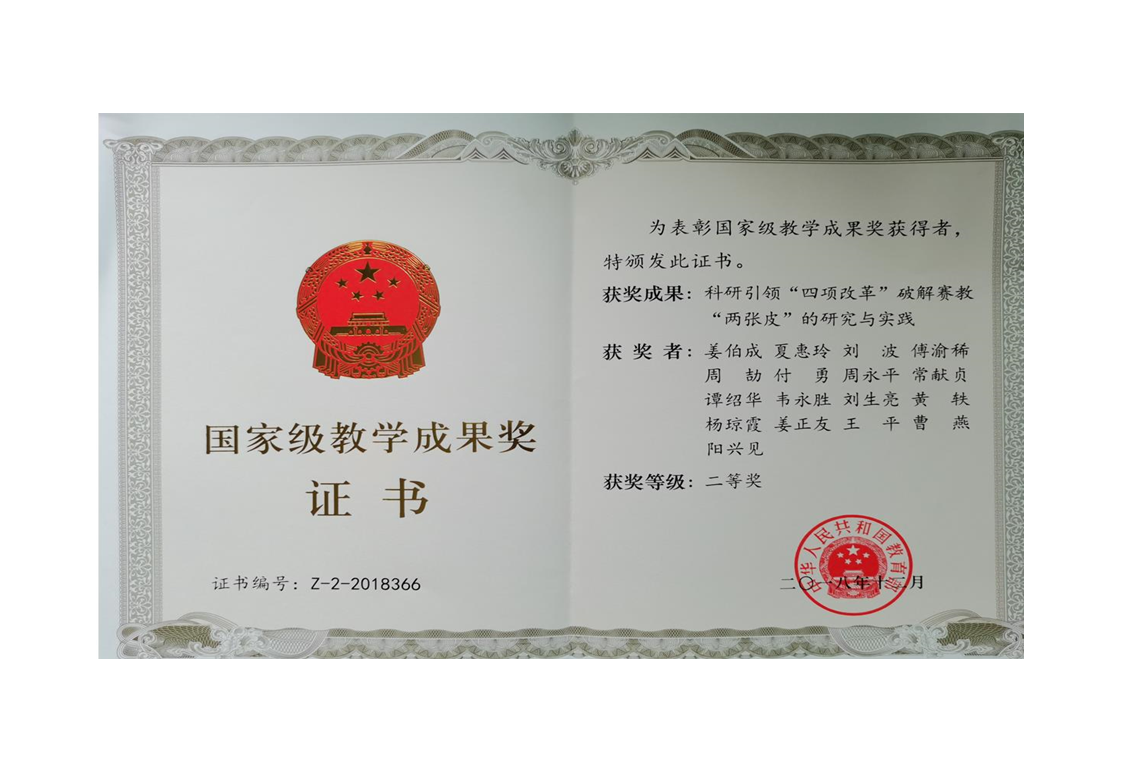 国家级教学成果奖
证 书
证书编号：Z-2-2018366
为表彰国家级教学成果奖获得者，
特颁发此证书。
获奖成果：科研引领“四项改革”破解赛教
“两张皮”的研究与实践
获 奖 者：姜伯成 夏惠玲 刘　波 傅渝稀
周　劼 付　勇 周永平 常献贞
谭绍华 韦永胜 刘生亮 黄　轶
杨琼霞 姜正友 王　平 曹　燕
阳兴见
获奖等级：二等奖
中华人民共和国教育部
二〇一八年十二月